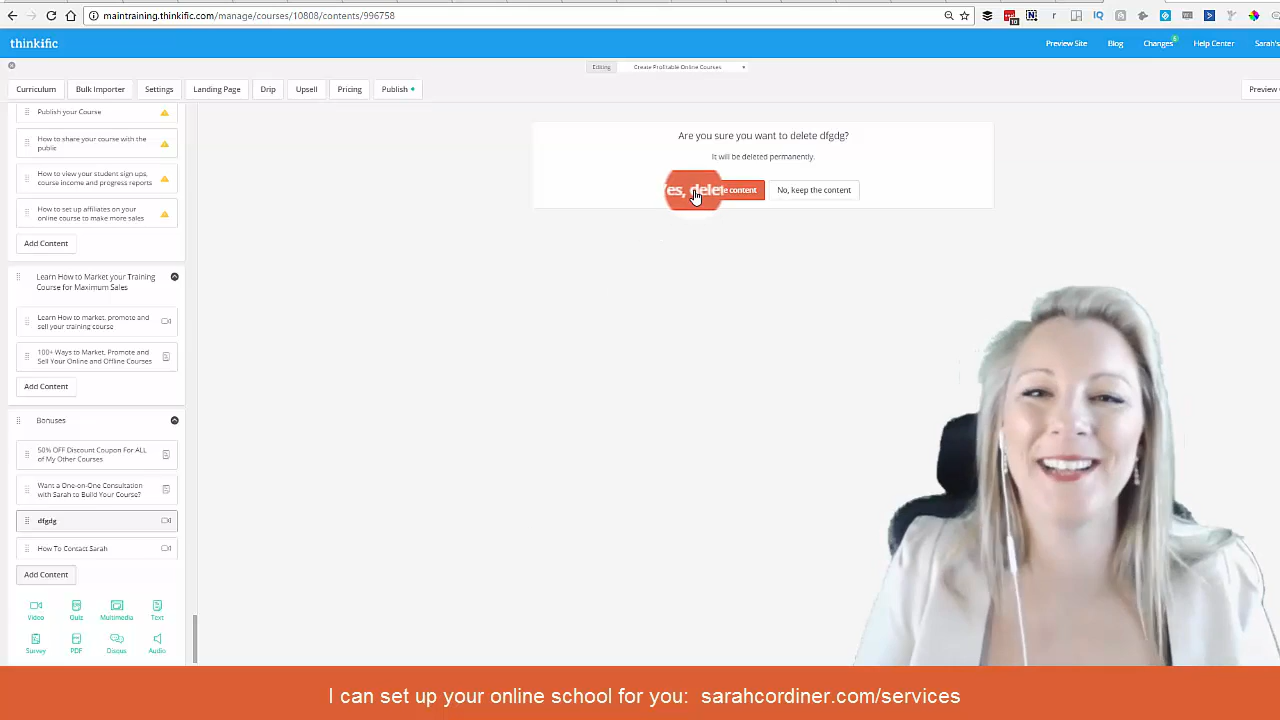 maintraining.thinkific.com/manage/courses/10808/contents/996758
thinkific
Preview Site
Blog
Changes
Help Center
Sarah's
Editing
Create Profitable Online Courses
Curriculum
Bulk Importer
Settings
Landing Page
Drip
Upsell
Pricing
Publish
Preview
Publish your Course
How to share your course with the
public
How to view your student sign ups,
course income and progress reports
How to set up affiliates on your
online course to make more sales
Add Content
Learn How to Market your Training
Course for Maximum Sales
Learn How to market, promote and
sell your training course
100+ Ways to Market, Promote and
Sell Your Online and Offline Courses
Add Content
Bonuses
50% OFF Discount Coupon For ALL
of My Other Courses
Want a One-on-One Consultation
with Sarah to Build Your Course?
dfgdg
How To Contact Sarah
Add Content
Video
Quiz
Multimedia
Text
Survey
PDF
Disqus
Audio
Are you sure you want to delete dfgdg?
It will be deleted permanently.
content
No, keep the content
I can set up your online school for you: sarahcordiner.com/services